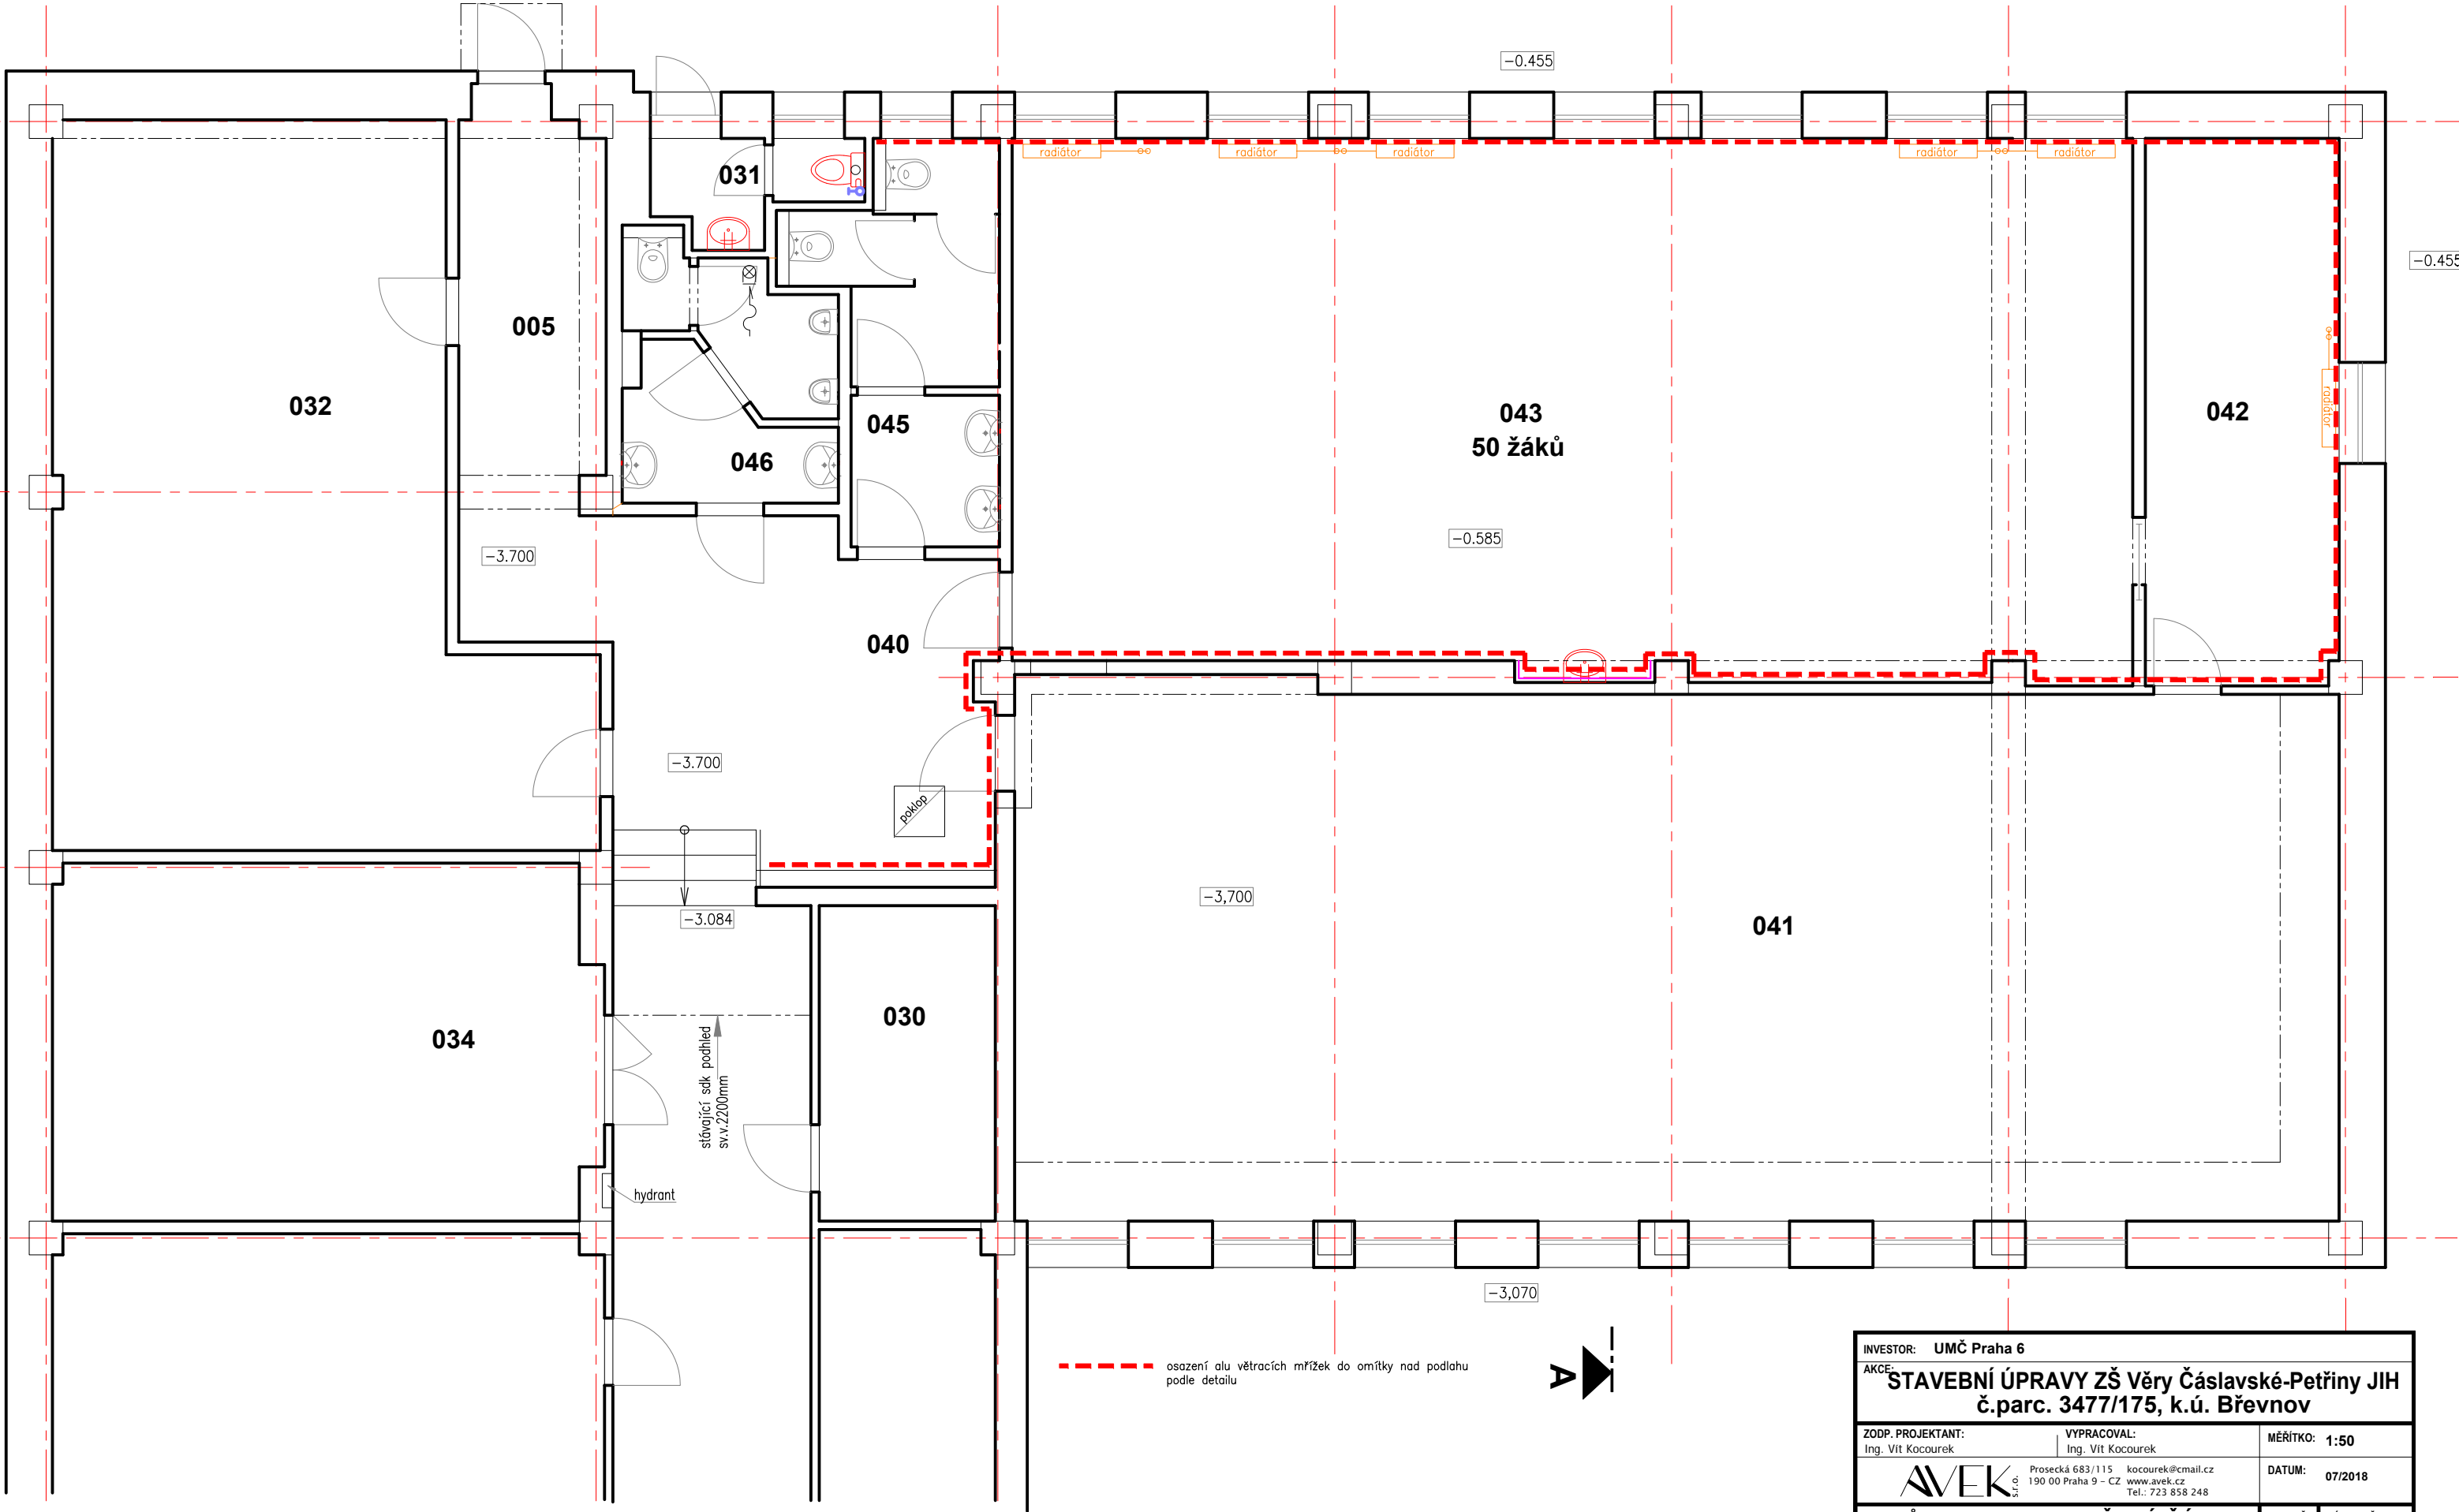 -0.455
radiátor
radiátor
radiátor
radiátor
radiátor
031
-0.455
005
032
043
50 žáků
042
radiátor
045
046
-0.585
-3.700
040
-3.700
poklop
-3.084
-3,700
041
030
034
stávající sdk podhled
sv.v.2200mm
hydrant
-3,070
osazení alu větracích mřížek do omítky nad podlahu
podle detailu
A
INVESTOR: UMČ Praha 6
AKCE: STAVEBNÍ ÚPRAVY ZŠ Věry Čáslavské-Petřiny JIH
č.parc. 3477/175, k.ú. Břevnov
ZODP. PROJEKTANT: VYPRACOVAL: MĚŘÍTKO: 1:50
Ing. Vít Kocourek Ing. Vít Kocourek
AVEK s.r.o. Prosecká 683/115 kocourek@cmail.cz DATUM: 07/2018
190 00 Praha 9 - CZ www.avek.cz
Tel.: 723 858 248